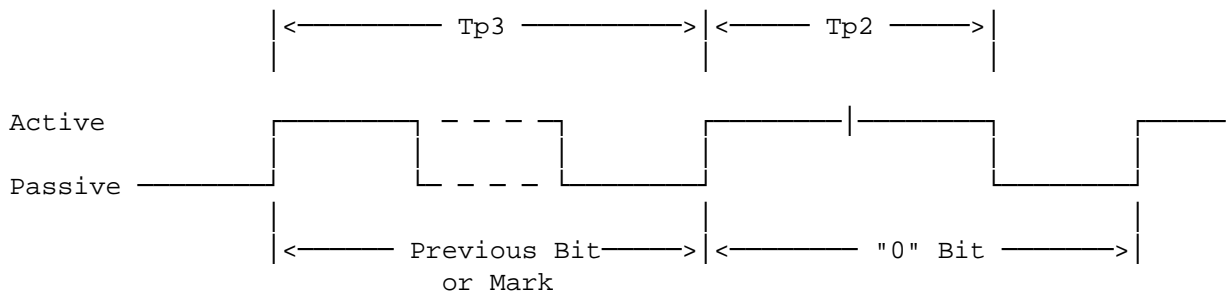 Tp3 Tp2
Active
Passive
Previous Bit "0" Bit
or Mark